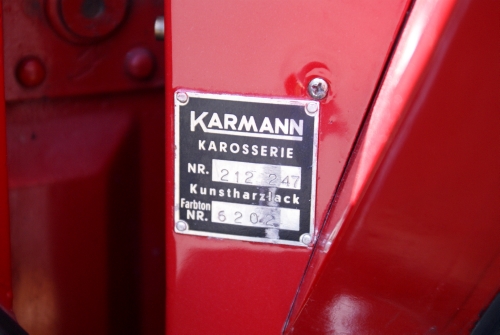 KARMANN
KAROSSERIE
NR. 212 247
Kunstharzlack
Farbton
NR. 6202